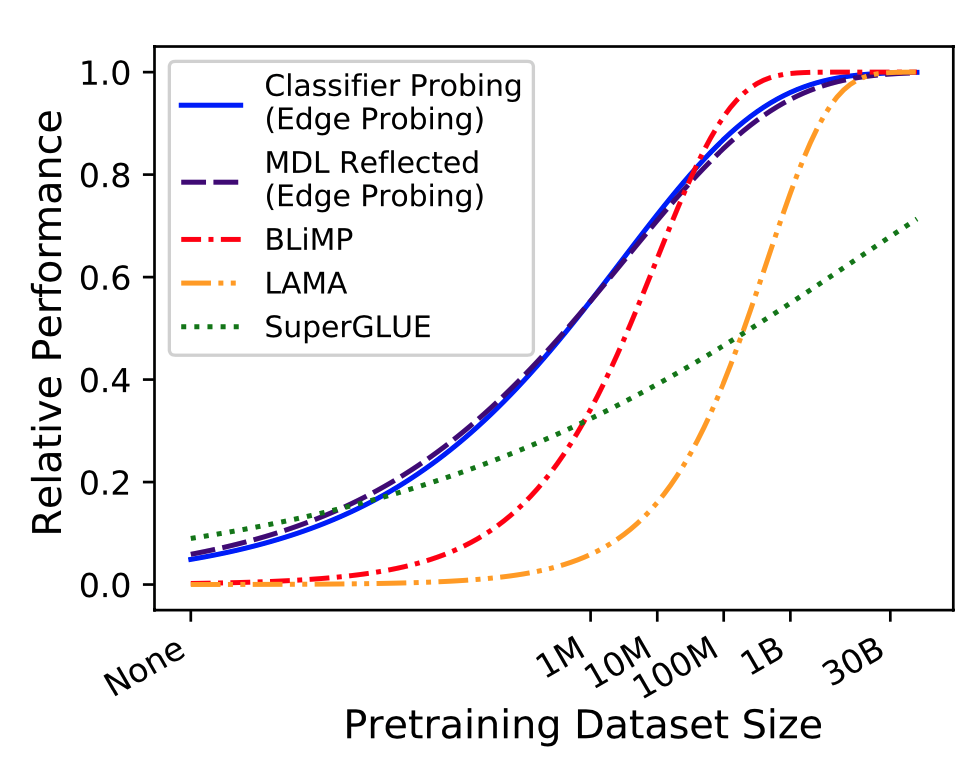 Relative Performance
1.0
0.8
0.6
0.4
0.2
0.0
Classifier Probing
(Edge Probing)
MDL Reflected
(Edge Probing)
BLiMP
LAMA
SuperGLUE
None
1M
10M
100M
1B
30B
Pretraining Dataset Size